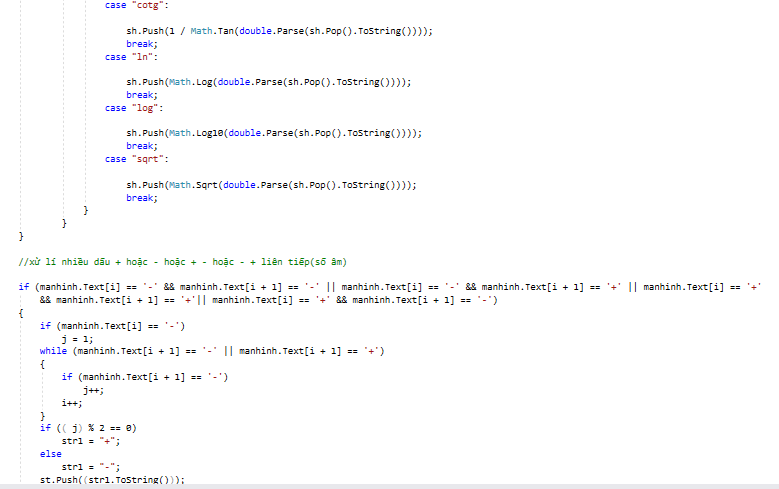 case "cotg":
sh.Push(1 / Math.Tan(double.Parse(sh.Pop().ToString())));
break;
case "ln":
sh.Push(Math.Log(double.Parse(sh.Pop().ToString())));
break;
case "log":
sh.Push(Math.Log10(double.Parse(sh.Pop().ToString())));
break;
case "sqrt":
sh.Push(Math.Sqrt(double.Parse(sh.Pop().ToString())));
break;
}
}
}
//xử lí nhiều dấu + hoặc - hoặc + - hoặc - + liên tiếp(số âm)
if (manhinh.Text[i] == '-' && manhinh.Text[i + 1] == '-' || manhinh.Text[i] == '-' && manhinh.Text[i + 1] == '+' || manhinh.Text[i] == '+'
&& manhinh.Text[i + 1] == '+'|| manhinh.Text[i] == '+' && manhinh.Text[i + 1] == '-')
{
if (manhinh.Text[i] == '-')
j = 1;
while (manhinh.Text[i + 1] == '-' || manhinh.Text[i + 1] == '+')
{
if (manhinh.Text[i + 1] == '-')
j++;
i++;
}
if (( j) % 2 == 0)
str1 = "+";
else
str1 = "-";
st.Push((str1.ToString()));